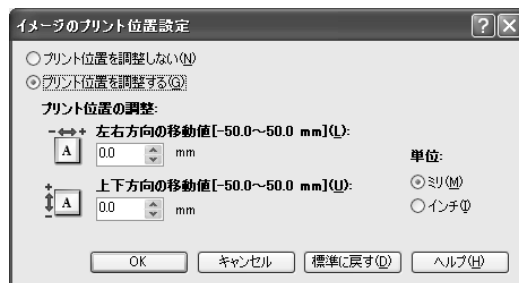 イメージのプリント位置設定
プリント位置を調整しない(N)
プリント位置を調整する(G)
プリント位置の調整:
左右方向の移動値[-50.0～50.0 mm](L):
A 0.0 mm
単位:
上下方向の移動値[-50.0～50.0 mm](U):
ミリ(M)
A 0.0 mm
インチ(I)
OK キャンセル 標準に戻す(D) ヘルプ(H)